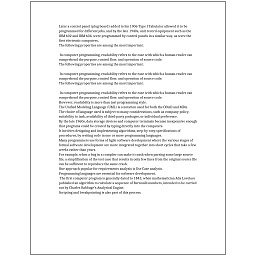 Later a control panel (plug board) added to his 1906 Type I Tabulator allowed it to be
programmed for different jobs, and by the late 1940s, unit record equipment such as the
IBM 602 and IBM 604, were programmed by control panels in a similar way, as were the
first electronic computers.
The following properties are among the most important:

In computer programming, readability refers to the ease with which a human reader can
comprehend the purpose, control flow, and operation of source code.
The following properties are among the most important:

In computer programming, readability refers to the ease with which a human reader can
comprehend the purpose, control flow, and operation of source code.
The following properties are among the most important:

In computer programming, readability refers to the ease with which a human reader can
comprehend the purpose, control flow, and operation of source code.
However, readability is more than just programming style.
The Unified Modeling Language (UML) is a notation used for both the OOAD and MDA.
The choice of language used is subject to many considerations, such as company policy,
suitability to task, availability of third-party packages, or individual preference.
By the late 1960s, data storage devices and computer terminals became inexpensive enough
that programs could be created by typing directly into the computers.
It involves designing and implementing algorithms, step-by-step specifications of
procedures, by writing code in one or more programming languages.
Many programmers use forms of Agile software development where the various stages of
formal software development are more integrated together into short cycles that take a few
weeks rather than years.
For example, when a bug in a compiler can make it crash when parsing some large source
file, a simplification of the test case that results in only few lines from the original source file
can be sufficient to reproduce the same crash.
One approach popular for requirements analysis is Use Case analysis.
Programming languages are essential for software development.
The first computer program is generally dated to 1843, when mathematician Ada Lovelace
published an algorithm to calculate a sequence of Bernoulli numbers, intended to be carried
out by Charles Babbage's Analytical Engine.
Scripting and breakpointing is also part of this process.